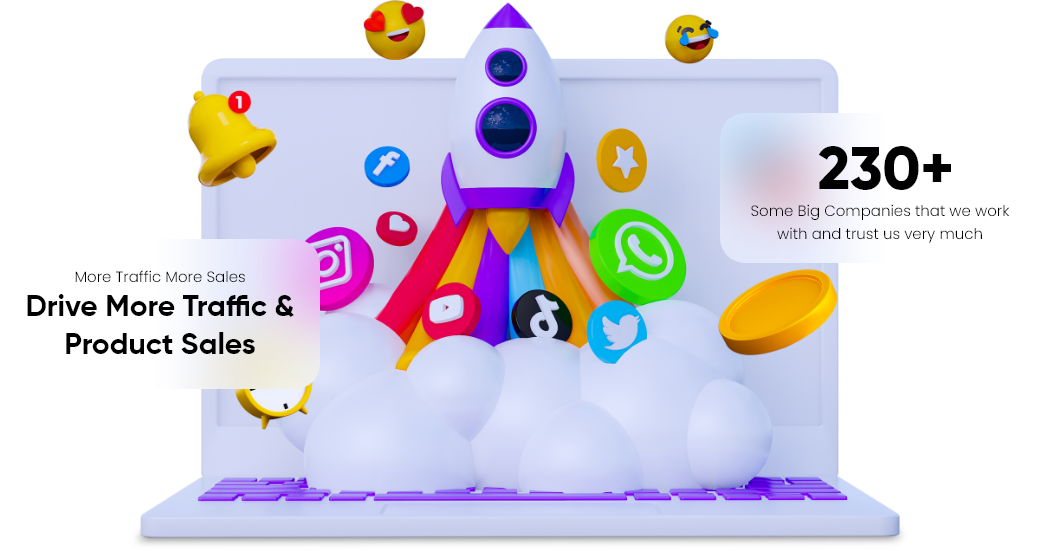 1
230+
Some Big Companies that we work
with and trust us very much
More Traffic More Sales
Drive More Traffic &
Product Sales